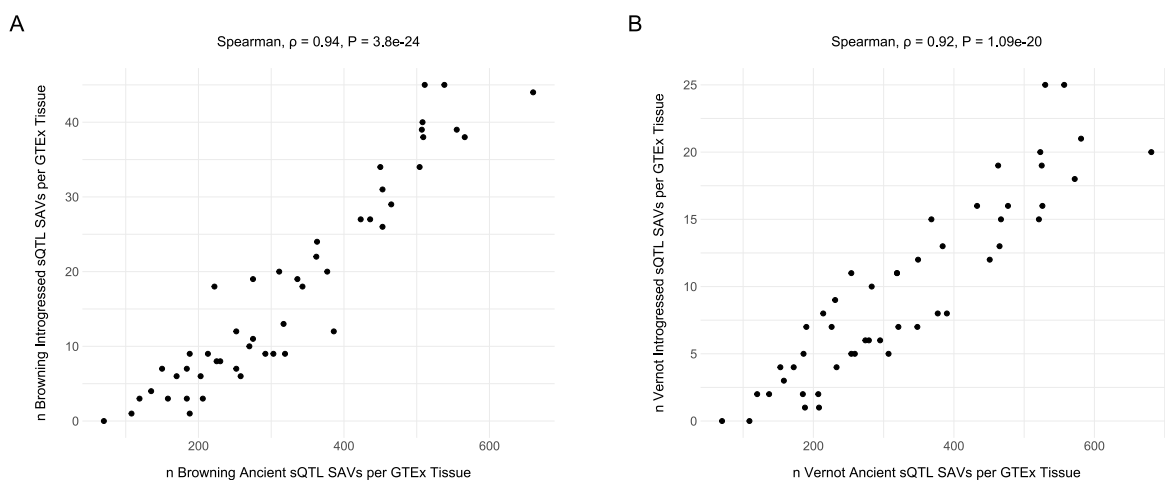 A
Spearman, ρ = 0.94, P = 3.8e-24
n Browning Introgressed sQTL SAVs per GTEx Tissue
40
30
20
10
0
200
400
600
n Browning Ancient sQTL SAVs per GTEx Tissue
B
Spearman, ρ = 0.92, P = 1.09e-20
n Vernot Introgressed sQTL SAVs per GTEx Tissue
25
20
15
10
5
0
200
400
600
n Vernot Ancient sQTL SAVs per GTEx Tissue